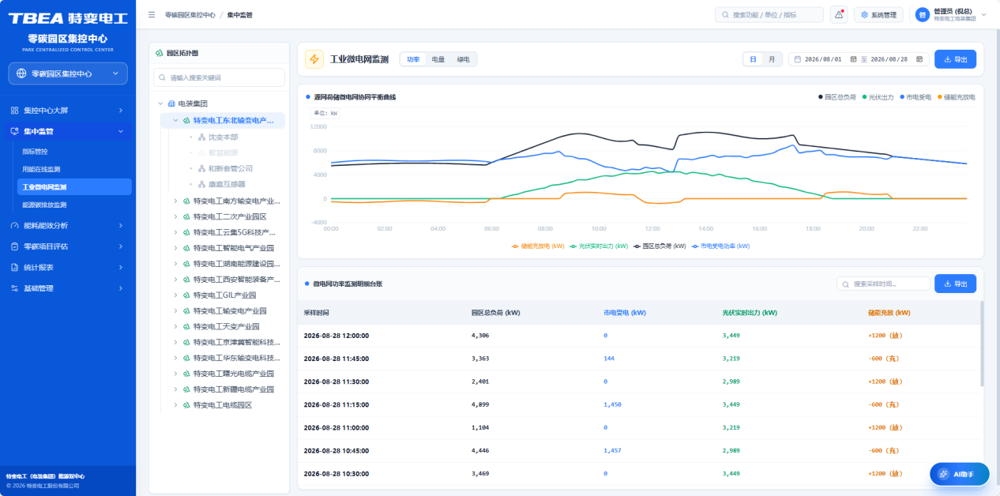 TBEA 特变电工
零碳园区集控中心
PARK CENTRALIZED CONTROL CENTER
零碳园区集控中心
集控中心大屏
集中监管
指标管控
用能在线监测
工业微电网监测
能源碳排放监测
能耗能效分析
零碳项目评估
统计报表
基础管理
特变电工（电装集团）能源双中心
© 2026 特变电工股份有限公司
零碳园区集控中心 / 集中监管
搜索功能 / 单位 / 指标
系统管理
管
管理员 (倪总)
特变电工电装集团
园区拓扑图
请输入搜索关键词
电装集团
特变电工东北输变电产...
沈变本部
智慧能源
和新套管公司
康嘉互感器
特变电工南方输变电产业...
特变电工二次产业园区
特变电工云集5G科技产...
特变电工智能电气产业园
特变电工湖南能源建设园...
特变电工西安智能装备产...
特变电工GIL产业园
特变电工输变电产业园
特变电工天变产业园
特变电工京津冀智能科技...
特变电工华东输变电科技...
特变电工曙光电缆产业园
特变电工新疆电缆产业园
特变电工电缆园区
工业微电网监测
功率 电量 绿电
日 月
2026/08/01 至 2026/08/28
导出
源网荷储微电网协同平衡曲线
园区总负荷 光伏出力 市电受电 储能充放电
单位: kW
12000
8000
4000
0
-4000
00:00 02:00 04:00 06:00 08:00 10:00 12:00 14:00 16:00 18:00 20:00 22:00
储能充放电 (kW) 光伏实时出力 (kW) 园区总负荷 (kW) 市电受电功率 (kW)
微电网功率监测明细台账
搜索采样时间...
导出
采样时间 园区总负荷 (kW) 市电受电 (kW) 光伏实时出力 (kW) 储能充放 (kW)
2026-08-28 12:00:00 4,306 0 3,449 +1200 (放)
2026-08-28 11:45:00 3,363 144 3,219 -600 (充)
2026-08-28 11:30:00 2,401 0 2,989 +1200 (放)
2026-08-28 11:15:00 4,899 1,450 3,449 -600 (充)
2026-08-28 11:00:00 1,104 0 3,219 +1200 (放)
2026-08-28 10:45:00 4,446 1,457 2,989 -600 (充)
2026-08-28 10:30:00 3,469 0 3,449 +1200 (放)
AI助手